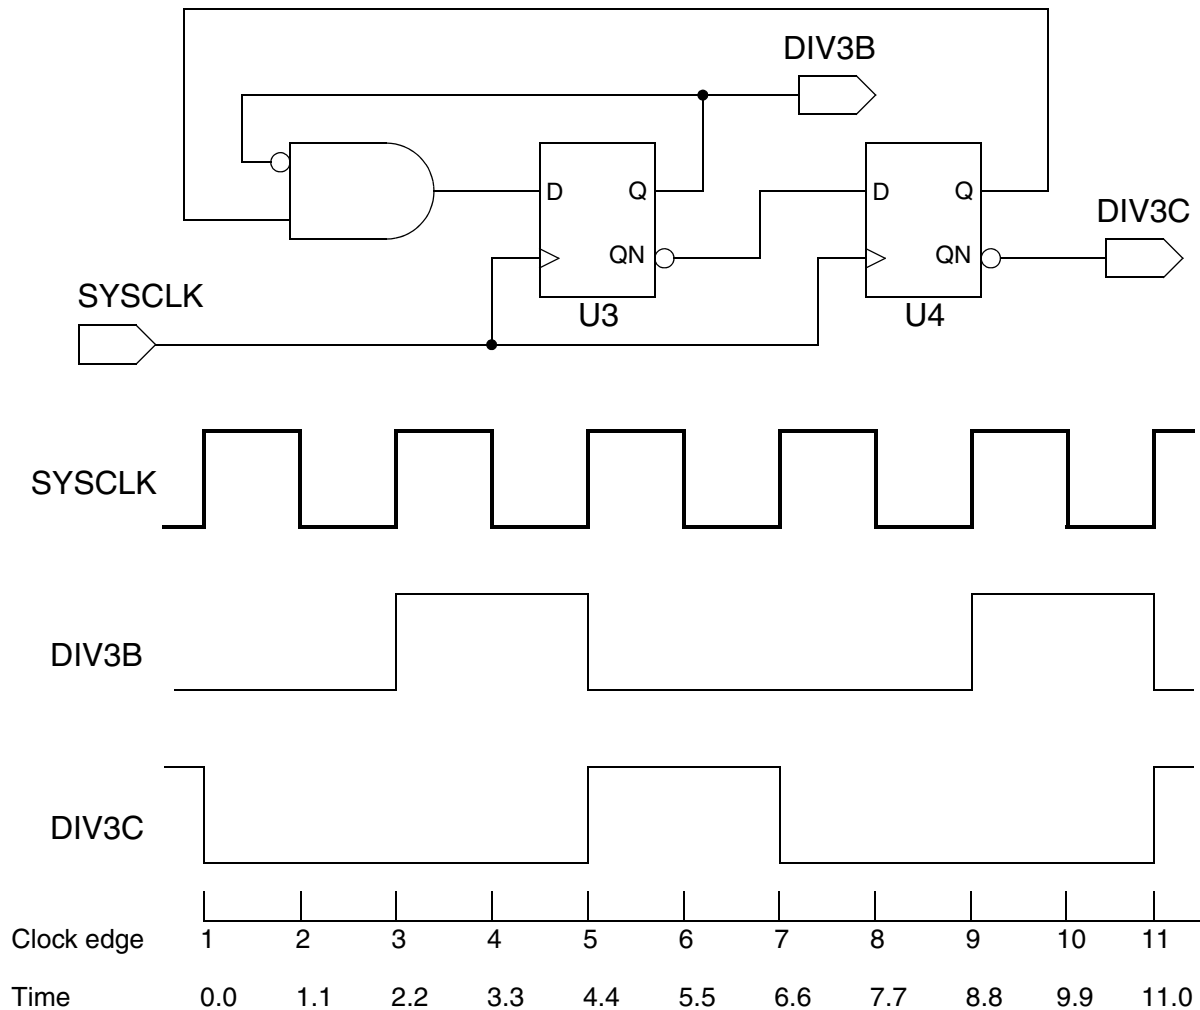 DIV3B
D Q D Q
DIV3C
QN QN
SYSCLK
U3 U4
SYSCLK
DIV3B
DIV3C
Clock edge 1 2 3 4 5 6 7 8 9 10 11
Time 0.0 1.1 2.2 3.3 4.4 5.5 6.6 7.7 8.8 9.9 11.0